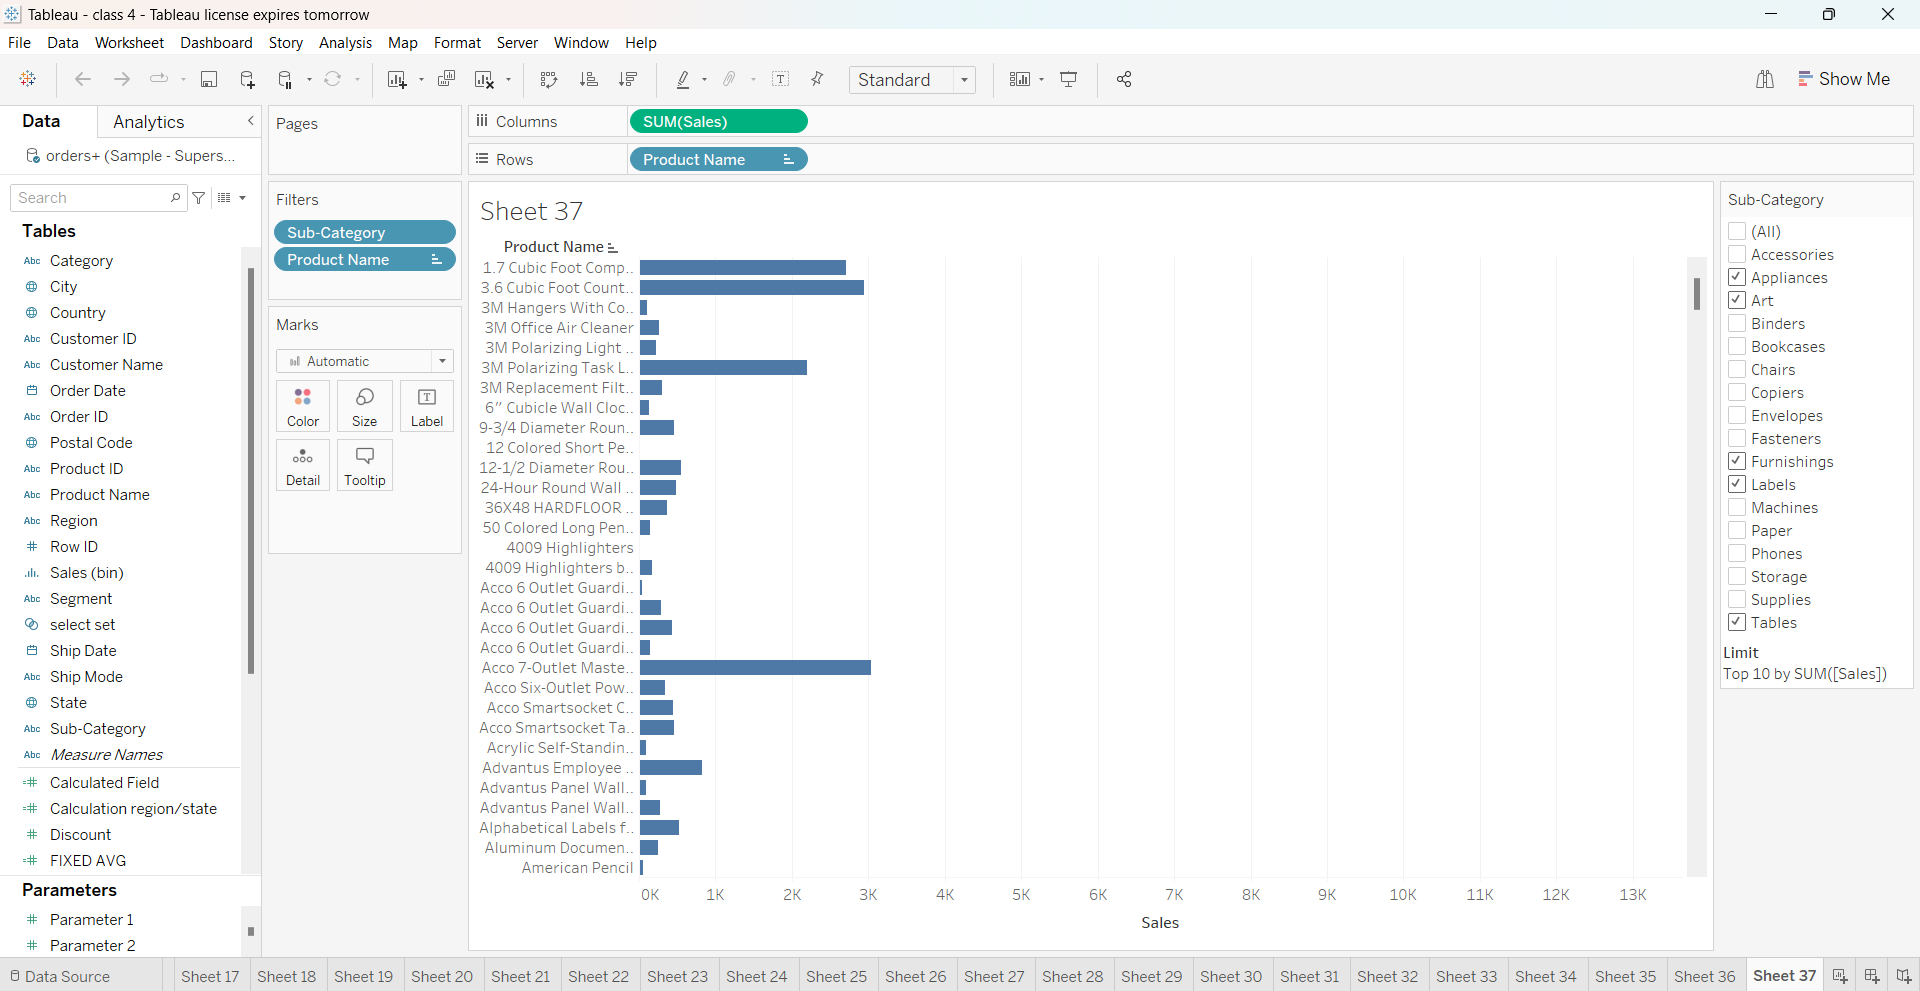 Tableau - class 4 - Tableau license expires tomorrow
File Data Worksheet Dashboard Story Analysis Map Format Server Window Help
Standard
Show Me
Data Analytics
orders+ (Sample - Supers...
Search
Tables
Abc Category
City
Country
Abc Customer ID
Abc Customer Name
Order Date
Abc Order ID
Postal Code
Abc Product ID
Abc Product Name
Abc Region
# Row ID
Sales (bin)
Abc Segment
select set
Ship Date
Abc Ship Mode
State
Abc Sub-Category
Abc Measure Names
=# Calculated Field
=# Calculation region/state
# Discount
=# FIXED AVG
Parameters
# Parameter 1
# Parameter 2
Pages
Filters
Sub-Category
Product Name
Marks
Automatic
Color Size Label
Detail Tooltip
Columns SUM(Sales)
Rows Product Name
Sheet 37
Product Name
1.7 Cubic Foot Comp..
3.6 Cubic Foot Count..
3M Hangers With Co..
3M Office Air Cleaner
3M Polarizing Light ..
3M Polarizing Task L..
3M Replacement Filt..
6” Cubicle Wall Cloc..
9-3/4 Diameter Roun..
12 Colored Short Pe..
12-1/2 Diameter Rou..
24-Hour Round Wall ..
36X48 HARDFLOOR ..
50 Colored Long Pen..
4009 Highlighters
4009 Highlighters b..
Acco 6 Outlet Guardi..
Acco 6 Outlet Guardi..
Acco 6 Outlet Guardi..
Acco 6 Outlet Guardi..
Acco 7-Outlet Maste..
Acco Six-Outlet Pow..
Acco Smartsocket C..
Acco Smartsocket Ta..
Acrylic Self-Standin..
Advantus Employee ..
Advantus Panel Wall..
Advantus Panel Wall..
Alphabetical Labels f..
Aluminum Documen..
American Pencil
0K 1K 2K 3K 4K 5K 6K 7K 8K 9K 10K 11K 12K 13K
Sales
Sub-Category
(All)
Accessories
Appliances
Art
Binders
Bookcases
Chairs
Copiers
Envelopes
Fasteners
Furnishings
Labels
Machines
Paper
Phones
Storage
Supplies
Tables
Limit
Top 10 by SUM([Sales])
Data Source Sheet 17 Sheet 18 Sheet 19 Sheet 20 Sheet 21 Sheet 22 Sheet 23 Sheet 24 Sheet 25 Sheet 26 Sheet 27 Sheet 28 Sheet 29 Sheet 30 Sheet 31 Sheet 32 Sheet 33 Sheet 34 Sheet 35 Sheet 36 Sheet 37